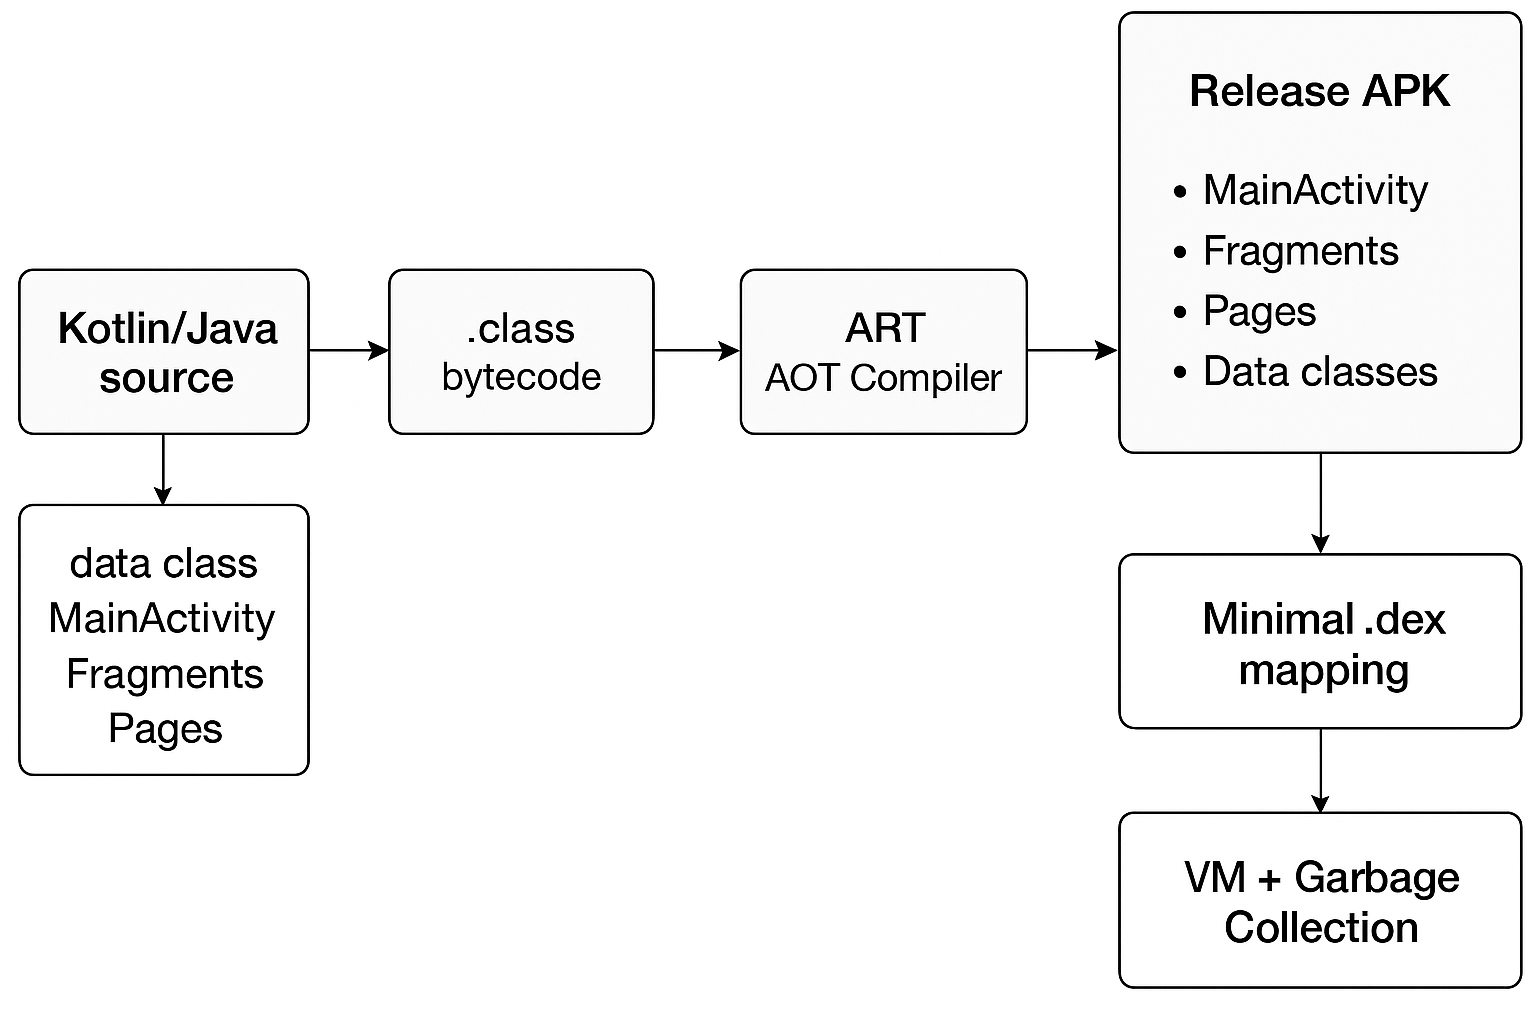 Kotlin/Java
source
.class
bytecode
ART
AOT Compiler
Release APK
• MainActivity
• Fragments
• Pages
• Data classes
data class
MainActivity
Fragments
Pages
Minimal .dex
mapping
VM + Garbage
Collection